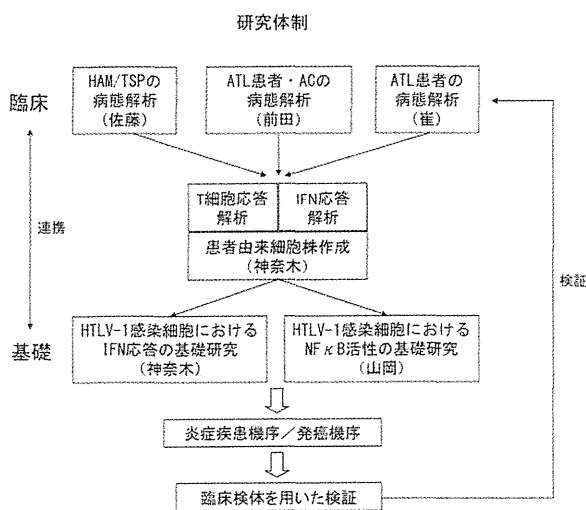 研究体制
臨床
HAM/TSPの
病態解析
(佐藤)
ATL患者・ACの
病態解析
(前田)
ATL患者の
病態解析
(崔)
連携
T細胞応答
解析
IFN応答
解析
患者由来細胞株作成
(神奈木)
検証
基礎
HTLV-1感染細胞における
IFN応答の基礎研究
(神奈木)
HTLV-1感染細胞における
NFκB活性の基礎研究
(山岡)
炎症疾患機序/発癌機序
臨床検体を用いた検証